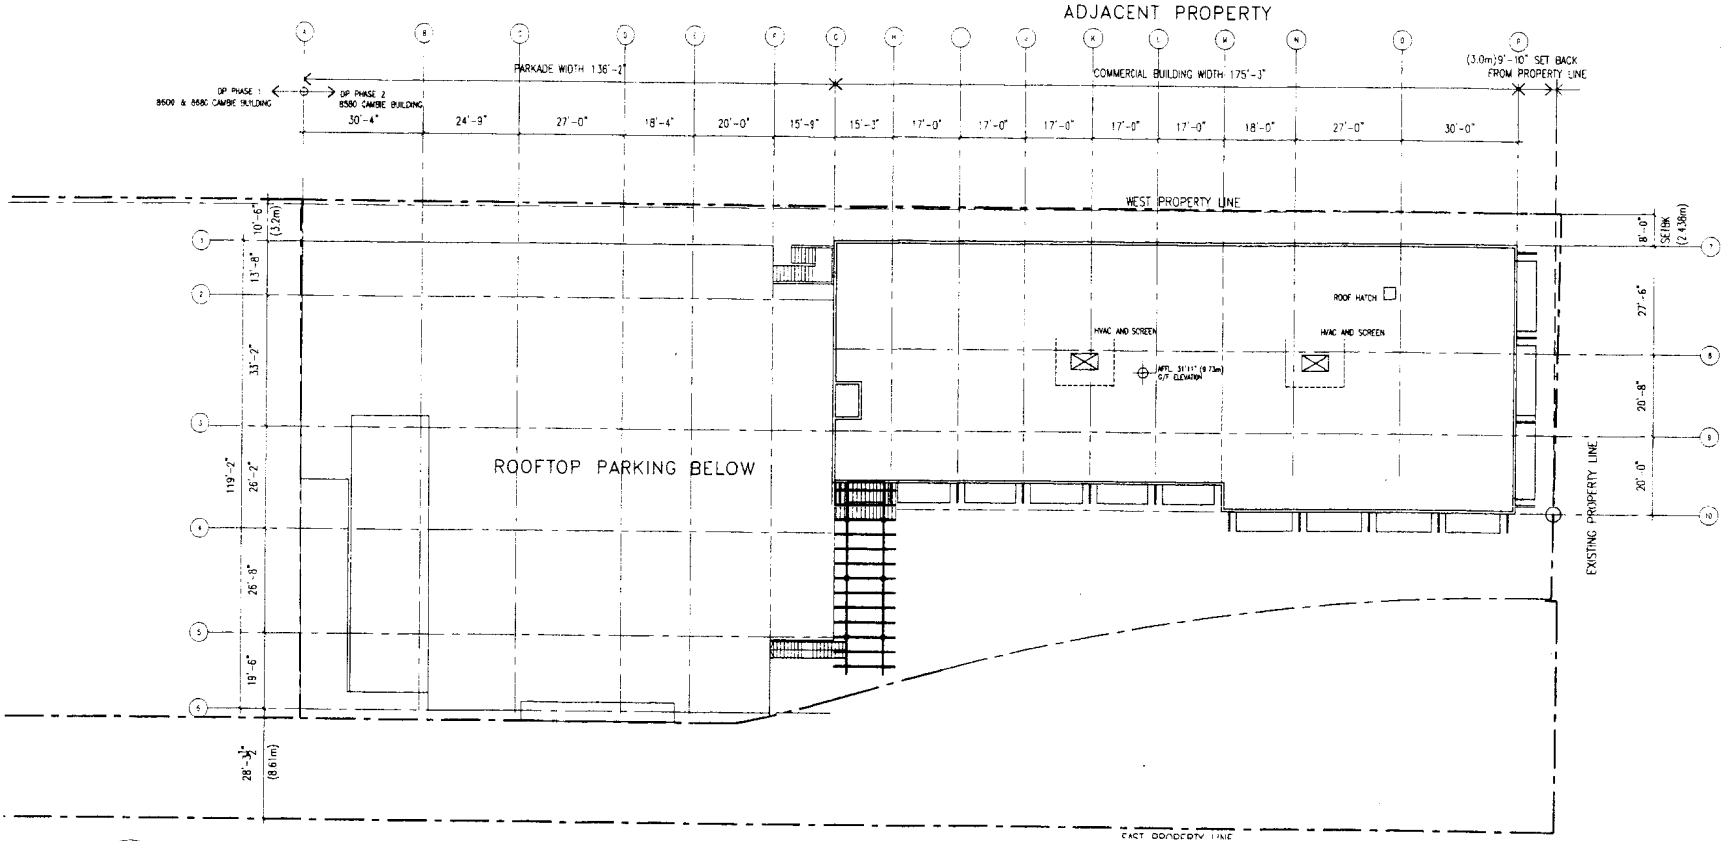 ADJACENT PROPERTY
A B C D E F G H J K L M N O P
PARKADE WIDTH 136'-2"
COMMERCIAL BUILDING WIDTH 175'-3"
(3.0m)9'-10" SET BACK
FROM PROPERTY LINE
DP PHASE 1
8600 & 8680 CAMBIE BUILDING
DP PHASE 2
8580 CAMBIE BUILDING
30'-4" 24'-9" 27'-0" 18'-4" 20'-0" 15'-9" 15'-3" 17'-0" 17'-0" 17'-0" 17'-0" 17'-0" 18'-0" 27'-0" 30'-0"
WEST PROPERTY LINE
10'-6"
(3.2m)
8'-0"
SETBK
(2.438m)
1
7
13'-8"
2
ROOF HATCH
27'-6"
HVAC AND SCREEN
HVAC AND SCREEN
33'-2"
8
AFFL. 31'11" (9.73m)
O/F ELEVATION
20'-8"
3
9
ROOFTOP PARKING BELOW
119'-2"
26'-2"
20'-0"
4
10
EXISTING PROPERTY LINE
26'-8"
5
19'-6"
6
28'-3½"
(8.61m)
EAST PROPERTY LINE